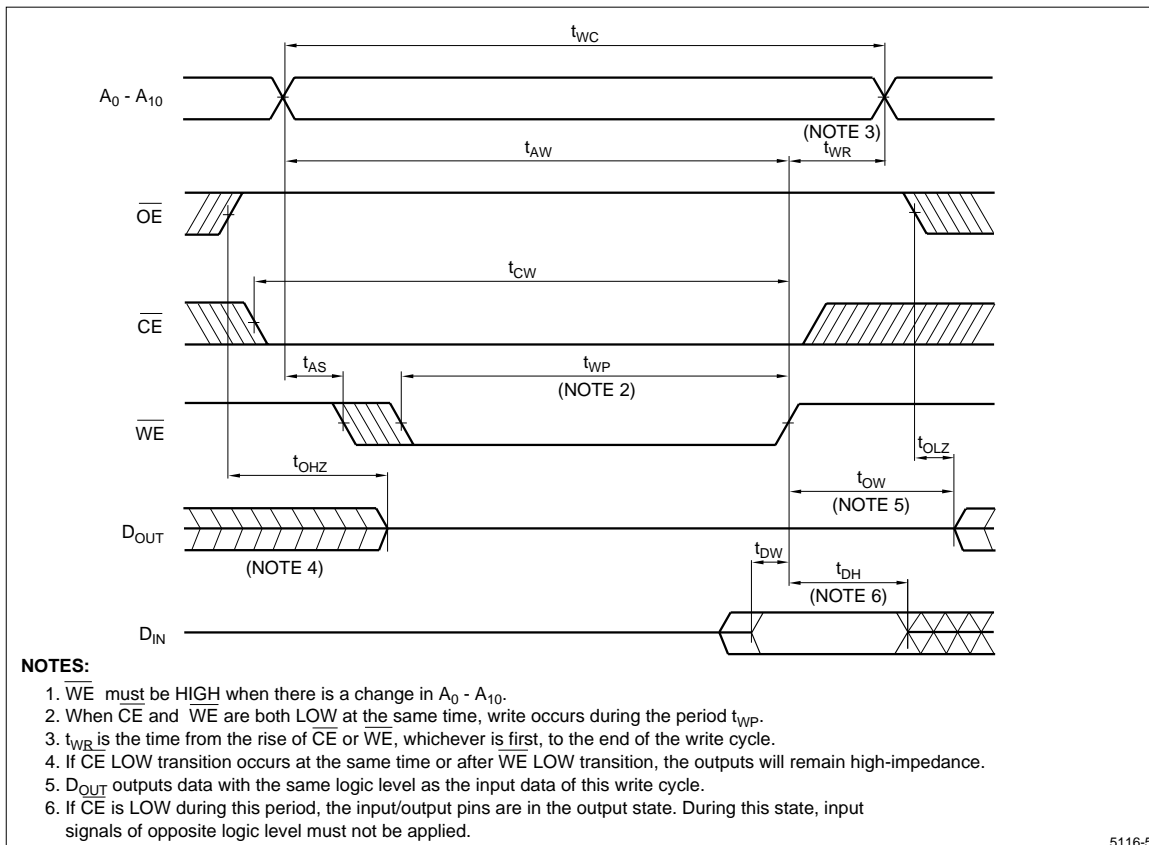 tWC
A0 - A10
(NOTE 3)
tAW
tWR
OE
tCW
CE
tAS
tWP
(NOTE 2)
WE
tOLZ
tOHZ
tOW
(NOTE 5)
DOUT
(NOTE 4)
tDW
tDH
(NOTE 6)
DIN
NOTES:
1. WE must be HIGH when there is a change in A0 - A10.
2. When CE and WE are both LOW at the same time, write occurs during the period tWP.
3. tWR is the time from the rise of CE or WE, whichever is first, to the end of the write cycle.
4. If CE LOW transition occurs at the same time or after WE LOW transition, the outputs will remain high-impedance.
5. DOUT outputs data with the same logic level as the input data of this write cycle.
6. If CE is LOW during this period, the input/output pins are in the output state. During this state, input
signals of opposite logic level must not be applied.
5116-5